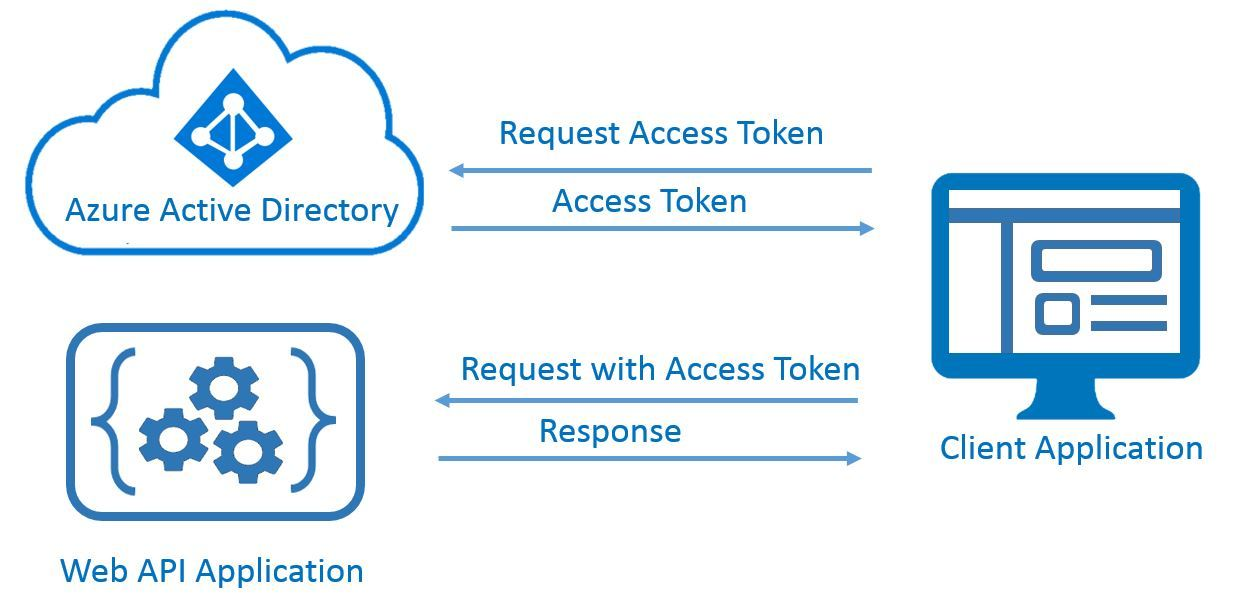 Azure Active Directory
Request Access Token
Access Token
Request with Access Token
Response
Client Application
Web API Application